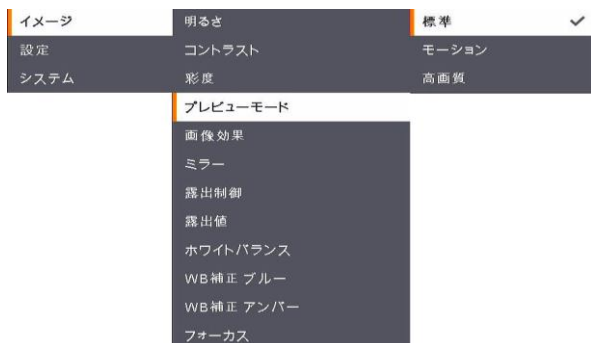 イメージ
設定
システム
明るさ
コントラスト
彩度
プレビューモード
画像効果
ミラー
露出制御
露出値
ホワイトバランス
WB補正 ブルー
WB補正 アンバー
フォーカス
標準
モーション
高画質